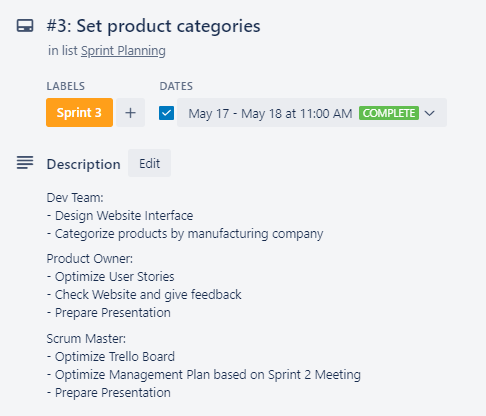 #3: Set product categories
in list Sprint Planning
LABELS
DATES
Sprint 3
+
May 17 - May 18 at 11:00 AM COMPLETE
Description
Edit
Dev Team:
- Design Website Interface
- Categorize products by manufacturing company
Product Owner:
- Optimize User Stories
- Check Website and give feedback
- Prepare Presentation
Scrum Master:
- Optimize Trello Board
- Optimize Management Plan based on Sprint 2 Meeting
- Prepare Presentation